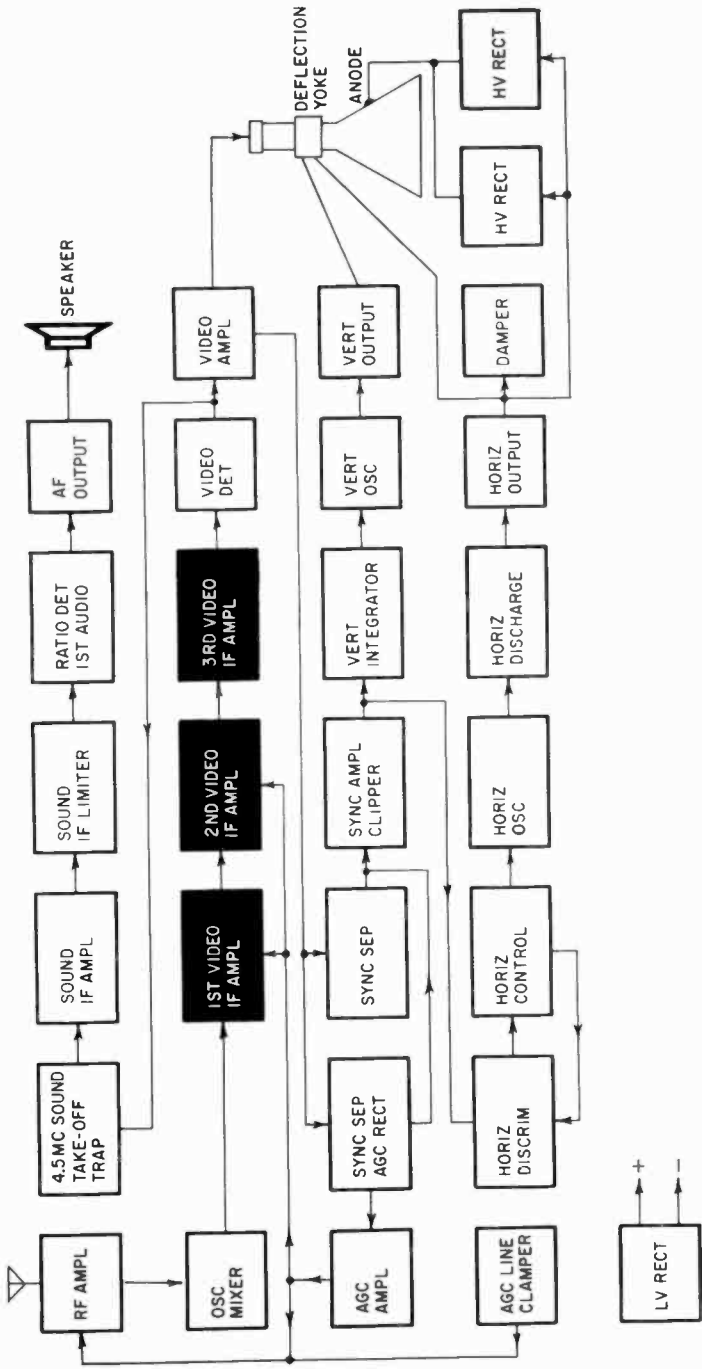 RF AMPL
4.5MC SOUND
TAKE-OFF
TRAP
SOUND
IF AMPL
SOUND
IF LIMITER
RATIO DET
1ST AUDIO
AF
OUTPUT
SPEAKER
OSC
MIXER
1ST VIDEO
IF AMPL
2ND VIDEO
IF AMPL
3RD VIDEO
IF AMPL
VIDEO
DET
VIDEO
AMPL
DEFLECTION
YOKE
ANODE
AGC
AMPL
SYNC SEP
AGC RECT
SYNC SEP
SYNC AMPL
CLIPPER
VERT
INTEGRATOR
VERT
OSC
VERT
OUTPUT
AGC LINE
CLAMPER
HORIZ
DISCRIM
HORIZ
CONTROL
HORIZ
OSC
HORIZ
DISCHARGE
HORIZ
OUTPUT
DAMPER
HV RECT
HV RECT
LV RECT
+
-